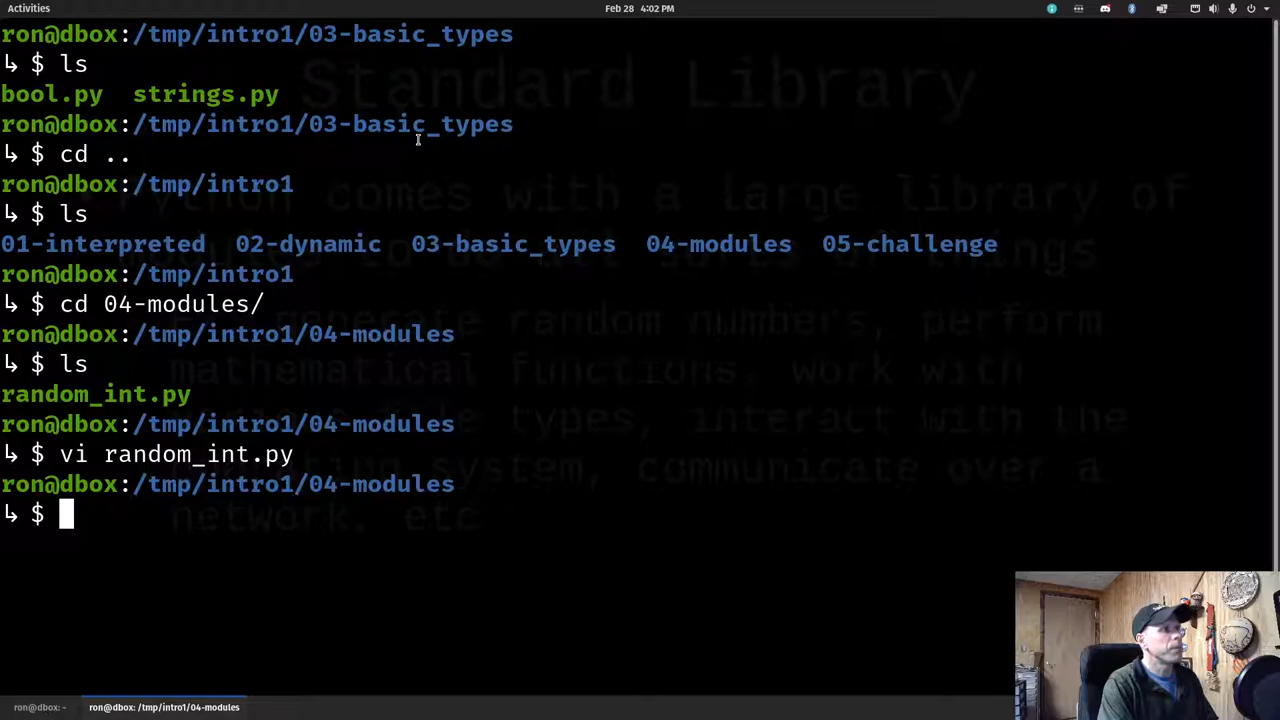 Activities
Feb 28 4:02 PM
ron@dbox:/tmp/intro1/03-basic_types
↳ $ ls
bool.py strings.py
ron@dbox:/tmp/intro1/03-basic_types
↳ $ cd ..
ron@dbox:/tmp/intro1
↳ $ ls
01-interpreted 02-dynamic 03-basic_types 04-modules 05-challenge
ron@dbox:/tmp/intro1
↳ $ cd 04-modules/
ron@dbox:/tmp/intro1/04-modules
↳ $ ls
random_int.py
ron@dbox:/tmp/intro1/04-modules
↳ $ vi random_int.py
ron@dbox:/tmp/intro1/04-modules
↳ $
Standard Library
Python comes with a large library of
generate random numbers, perform
mathematical functions, work with
types, interact with the
system, communicate over a
network, etc
ron@dbox: ~
ron@dbox: /tmp/intro1/04-modules